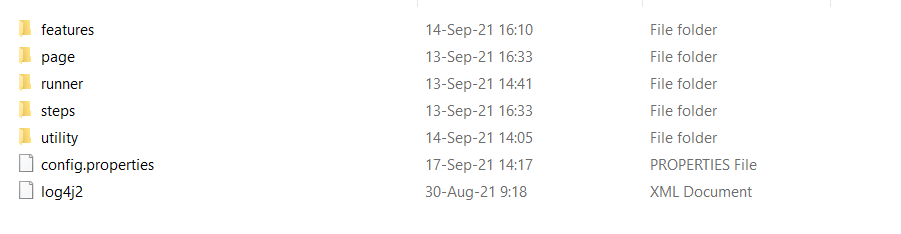 features 14-Sep-21 16:10 File folder
page 13-Sep-21 16:33 File folder
runner 13-Sep-21 14:41 File folder
steps 13-Sep-21 16:33 File folder
utility 14-Sep-21 14:05 File folder
config.properties 17-Sep-21 14:17 PROPERTIES File
log4j2 30-Aug-21 9:18 XML Document